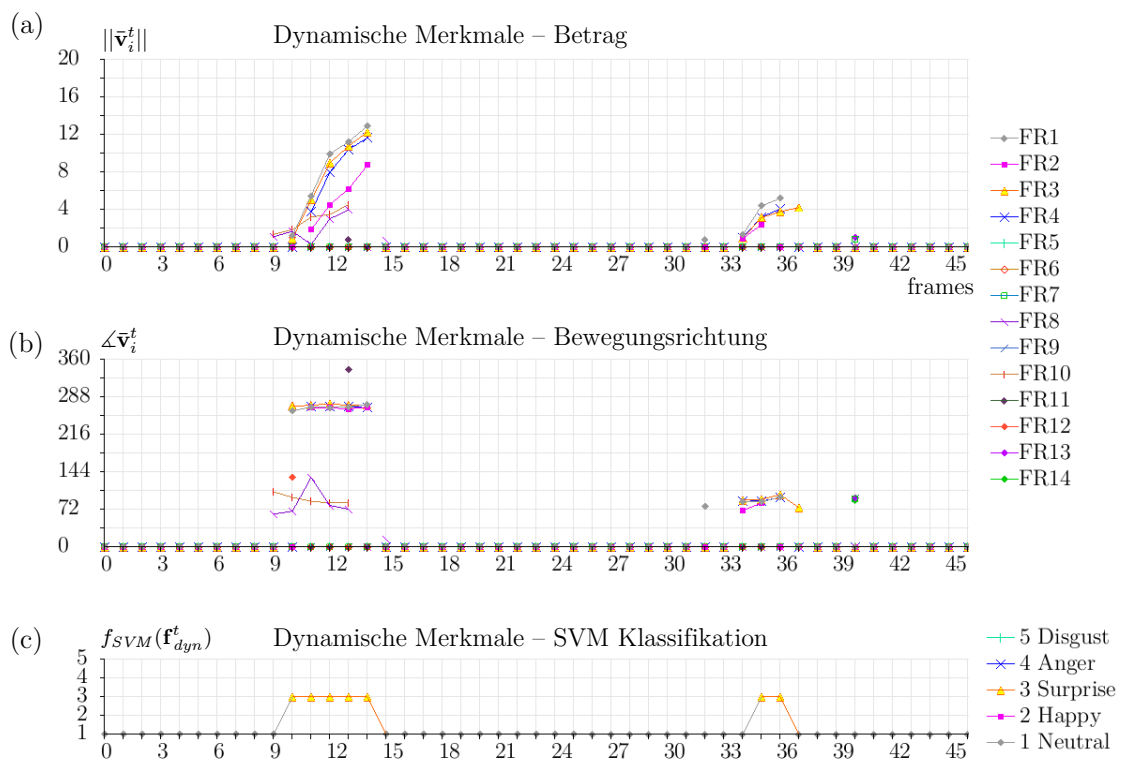 (a)
||v̄ᵢᵗ||
Dynamische Merkmale – Betrag
20
16
12
8
4
0
0 3 6 9 12 15 18 21 24 27 30 33 36 39 42 45
frames
FR1
FR2
FR3
FR4
FR5
FR6
FR7
FR8
FR9
FR10
FR11
FR12
FR13
FR14
(b)
∡v̄ᵢᵗ
Dynamische Merkmale – Bewegungsrichtung
360
288
216
144
72
0
0 3 6 9 12 15 18 21 24 27 30 33 36 39 42 45
(c)
f_SVM(f^t_dyn)
Dynamische Merkmale – SVM Klassifikation
5
4
3
2
1
0 3 6 9 12 15 18 21 24 27 30 33 36 39 42 45
5 Disgust
4 Anger
3 Surprise
2 Happy
1 Neutral